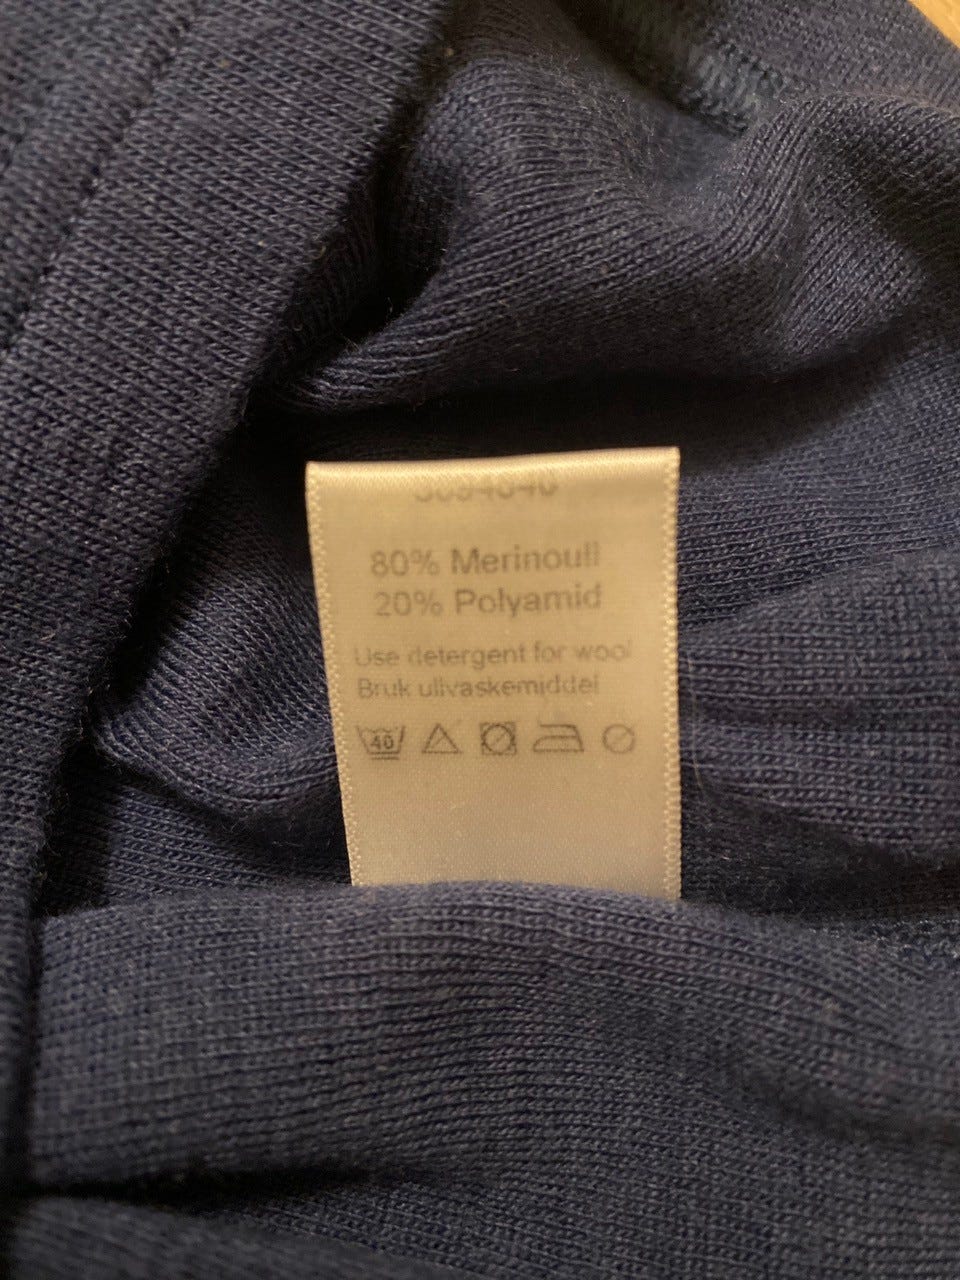 80% Merinoull
20% Polyamid
Use detergent for wool
Bruk ullvaskemiddel
40